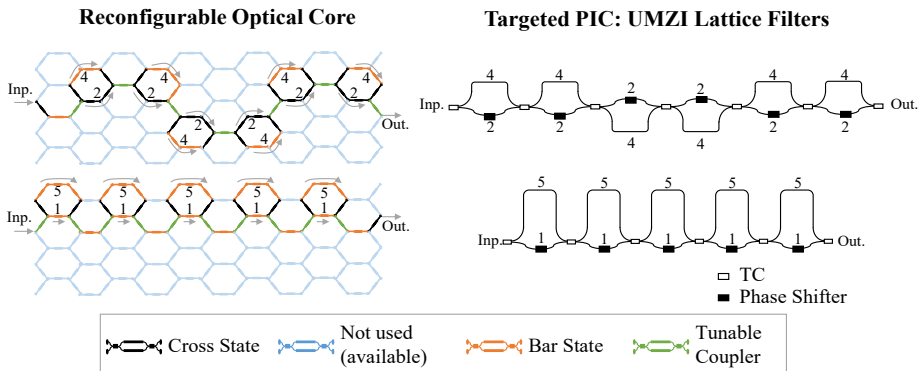 Reconfigurable Optical Core
Targeted PIC: UMZI Lattice Filters
4 4 4 4
Inp.
2 2 2 2
2 2
4 4
Out.
4 4 2 2 4 4
Inp. Out.
2 2 4 4 2 2
5 5 5 5 5
Inp.
1 1 1 1 1
Out.
5 5 5 5 5
Inp. 1 1 1 1 1 Out.
TC
Phase Shifter
Cross State
Not used
(available)
Bar State
Tunable
Coupler